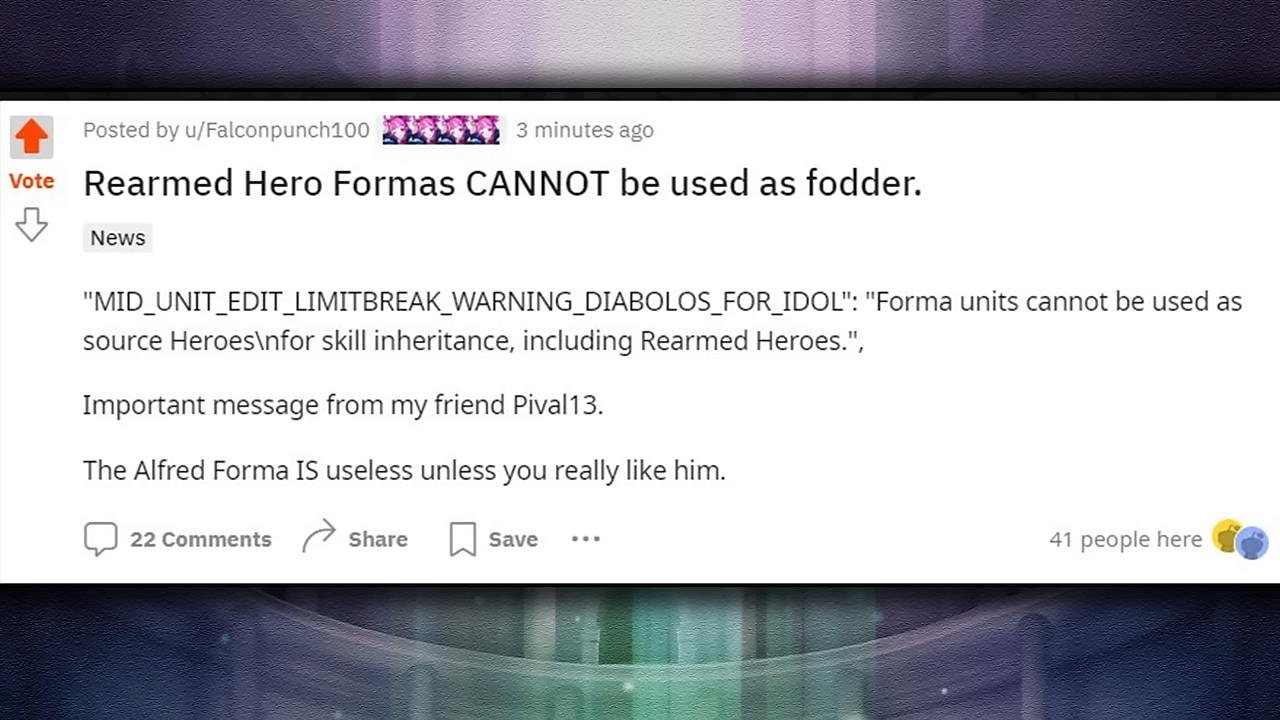 Posted by u/Falconpunch100 3 minutes ago
Vote
Rearmed Hero Formas CANNOT be used as fodder.
News
"MID_UNIT_EDIT_LIMITBREAK_WARNING_DIABOLOS_FOR_IDOL": "Forma units cannot be used as
source Heroes\nfor skill inheritance, including Rearmed Heroes.",
Important message from my friend Pival13.
The Alfred Forma IS useless unless you really like him.
22 Comments Share Save ••• 41 people here